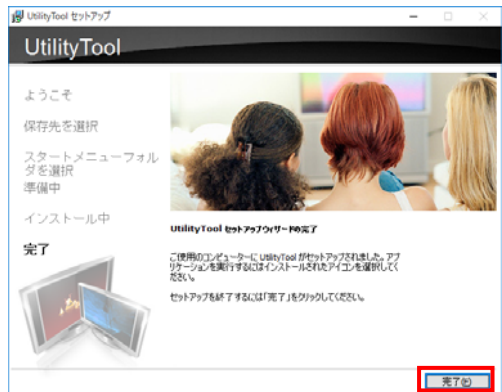 UtilityTool セットアップ
UtilityTool
ようこそ
保存先を選択
スタートメニューフォル
ダを選択
準備中
インストール中
完了
UtilityTool セットアップウィザードの完了
ご使用のコンピューターに UtilityTool がセットアップされました。アプ
リケーションを実行するにはインストールされたアイコンを選択してく
ださい。
セットアップを終了するには「完了」をクリックしてください。
完了(F)